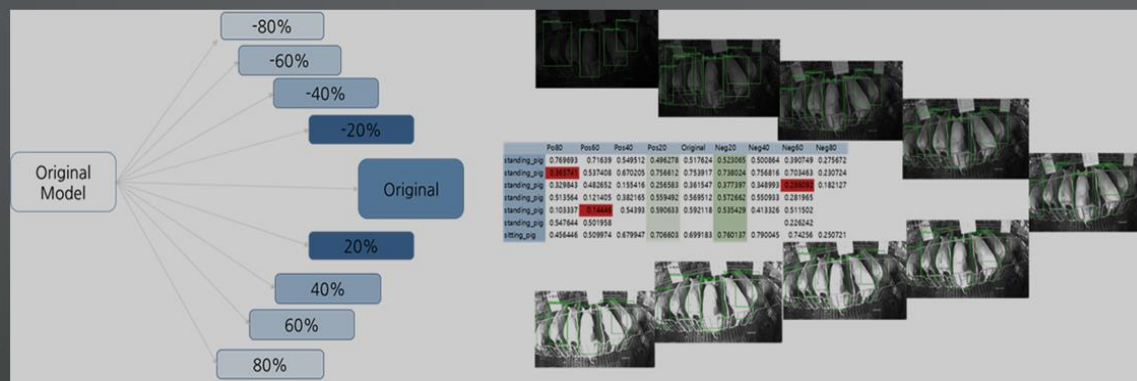 -80%
-60%
-40%
-20%
Original
Model
Original
20%
40%
60%
80%
Po80 Pos60 Pos40 Pos20 Original Neg20 Neg40 Neg60 Neg80
standing_pig 0.769693 0.71639 0.549512 0.496278 0.517624 0.523065 0.500864 0.390749 0.275672
standing_pig 0.365741 0.537408 0.670205 0.756612 0.753917 0.738024 0.756816 0.703463 0.230724
standing_pig 0.329843 0.482652 0.155416 0.256583 0.361547 0.377397 0.348993 0.182127
standing_pig 0.513564 0.121405 0.382165 0.559492 0.569512 0.572662 0.550933 0.281965
standing_pig 0.103337 0.14446 0.54393 0.590633 0.592118 0.535429 0.413326 0.511502
standing_pig 0.547644 0.501958 0.226242
sitting_pig 0.456446 0.509974 0.679947 0.706603 0.699183 0.760137 0.790045 0.74256 0.250721